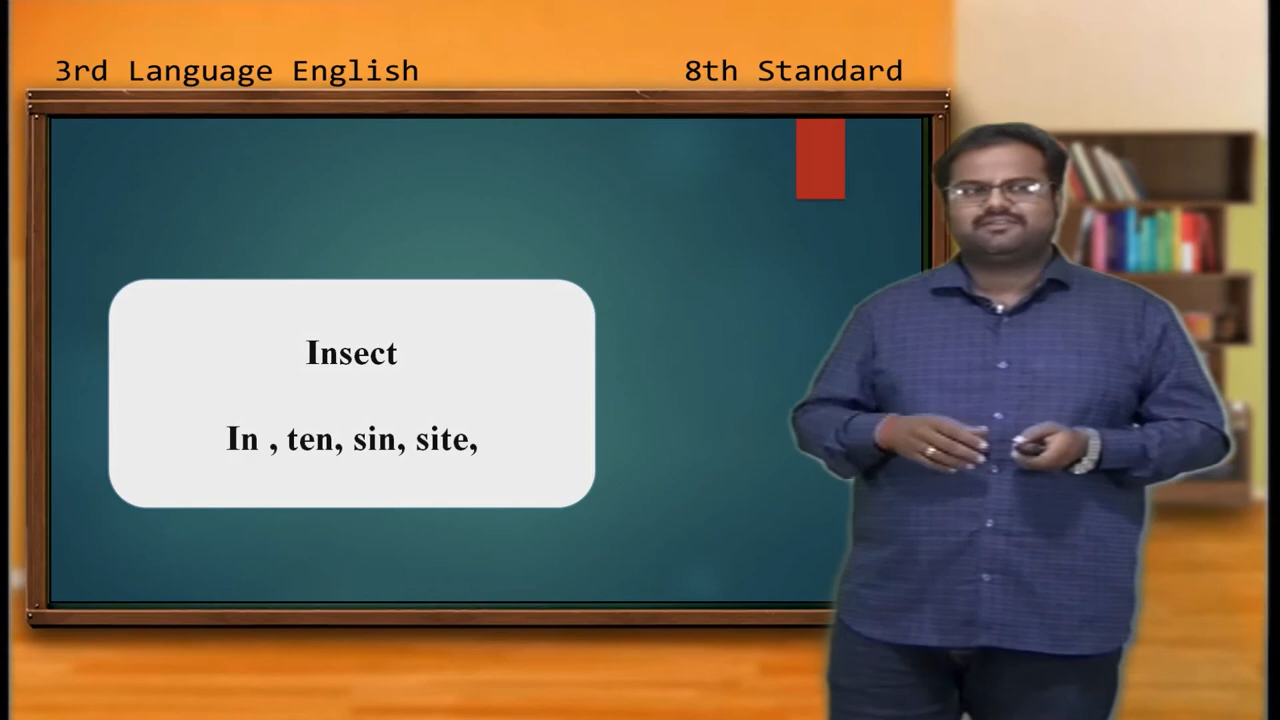 3rd Language English
8th Standard
Insect
In , ten, sin, site,